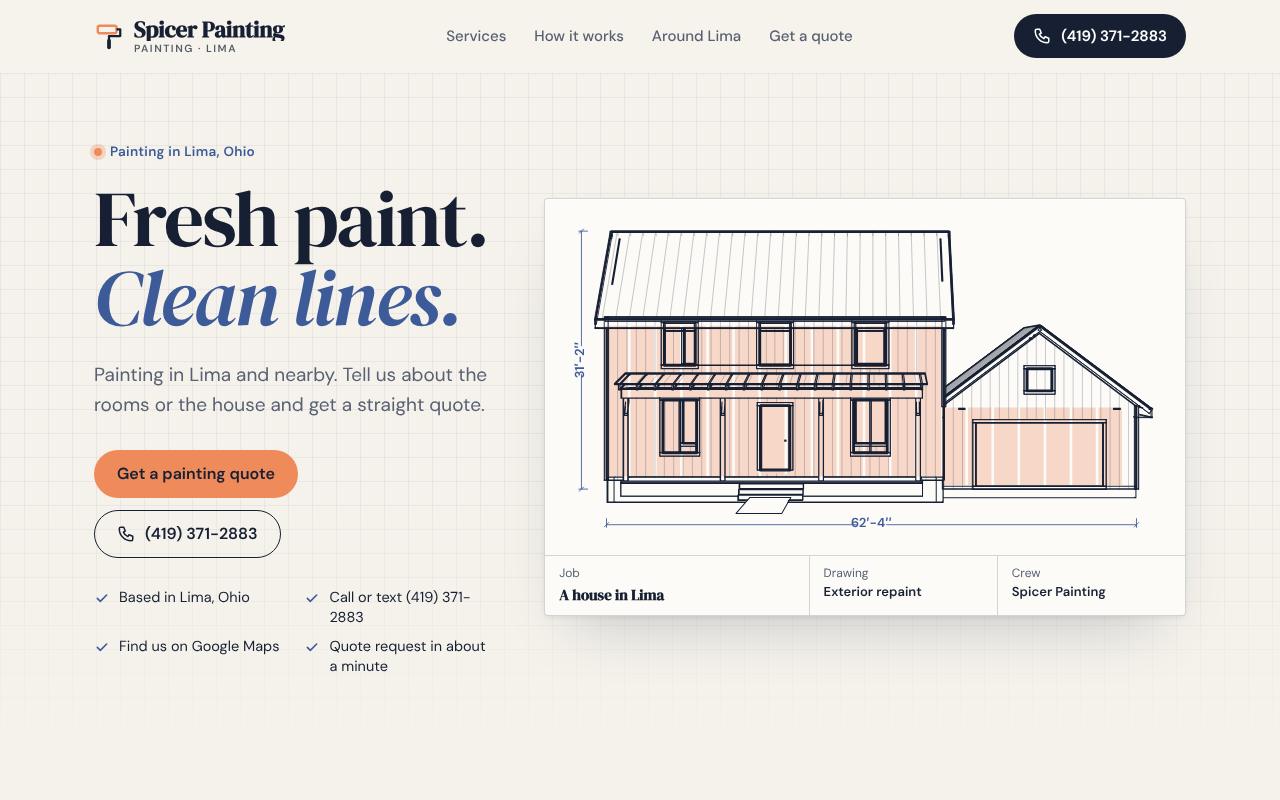 Spicer Painting
PAINTING · LIMA
Services
How it works
Around Lima
Get a quote
(419) 371-2883
Painting in Lima, Ohio
Fresh paint.
Clean lines.
Painting in Lima and nearby. Tell us about the
rooms or the house and get a straight quote.
Get a painting quote
(419) 371-2883
Based in Lima, Ohio
Call or text (419) 371-
2883
Find us on Google Maps
Quote request in about
a minute
31′-2″
62′-4″
Job
A house in Lima
Drawing
Exterior repaint
Crew
Spicer Painting